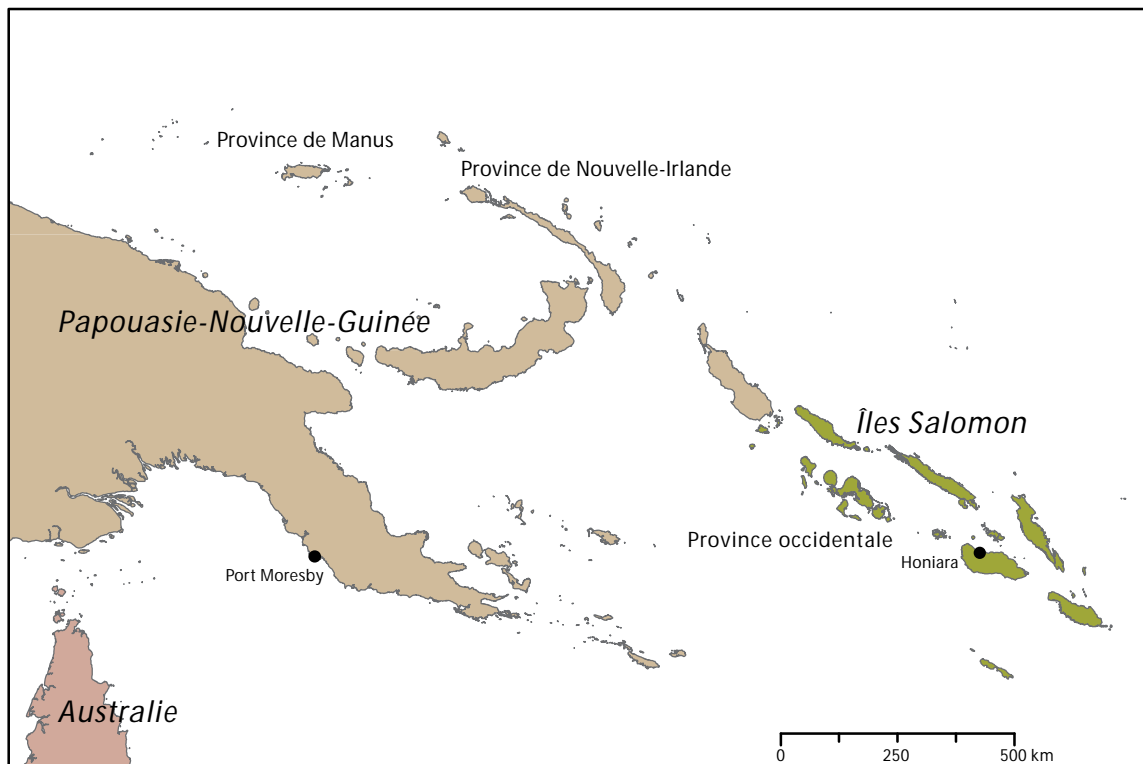 Province de Manus
Province de Nouvelle-Irlande
Papouasie-Nouvelle-Guinée
Îles Salomon
Province occidentale
Port Moresby
Honiara
Australie
0 250 500 km